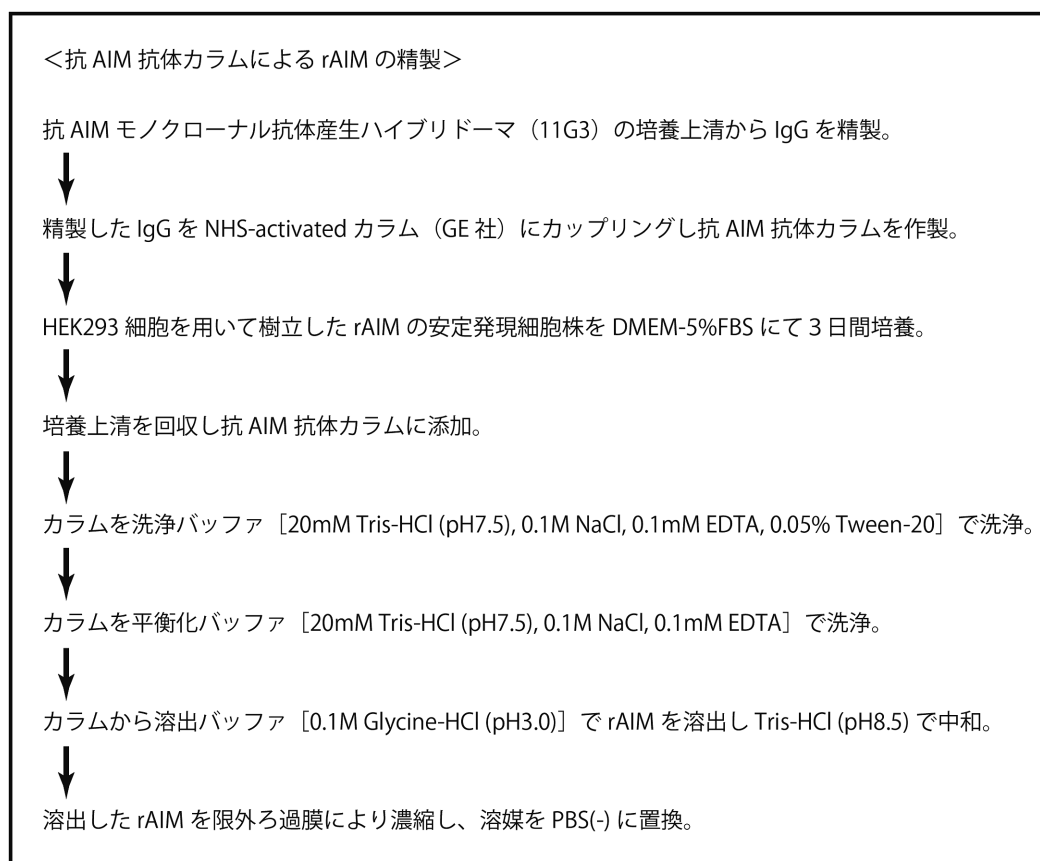 ＜抗 AIM 抗体カラムによる rAIM の精製＞
抗 AIM モノクローナル抗体産生ハイブリドーマ（11G3）の培養上清から IgG を精製。
精製した IgG を NHS-activated カラム（GE 社）にカップリングし抗 AIM 抗体カラムを作製。
HEK293 細胞を用いて樹立した rAIM の安定発現細胞株を DMEM-5%FBS にて 3 日間培養。
培養上清を回収し抗 AIM 抗体カラムに添加。
カラムを洗浄バッファ［20mM Tris-HCl (pH7.5), 0.1M NaCl, 0.1mM EDTA, 0.05% Tween-20］で洗浄。
カラムを平衡化バッファ［20mM Tris-HCl (pH7.5), 0.1M NaCl, 0.1mM EDTA］で洗浄。
カラムから溶出バッファ［0.1M Glycine-HCl (pH3.0)］で rAIM を溶出し Tris-HCl (pH8.5) で中和。
溶出した rAIM を限外ろ過膜により濃縮し、溶媒を PBS(-) に置換。